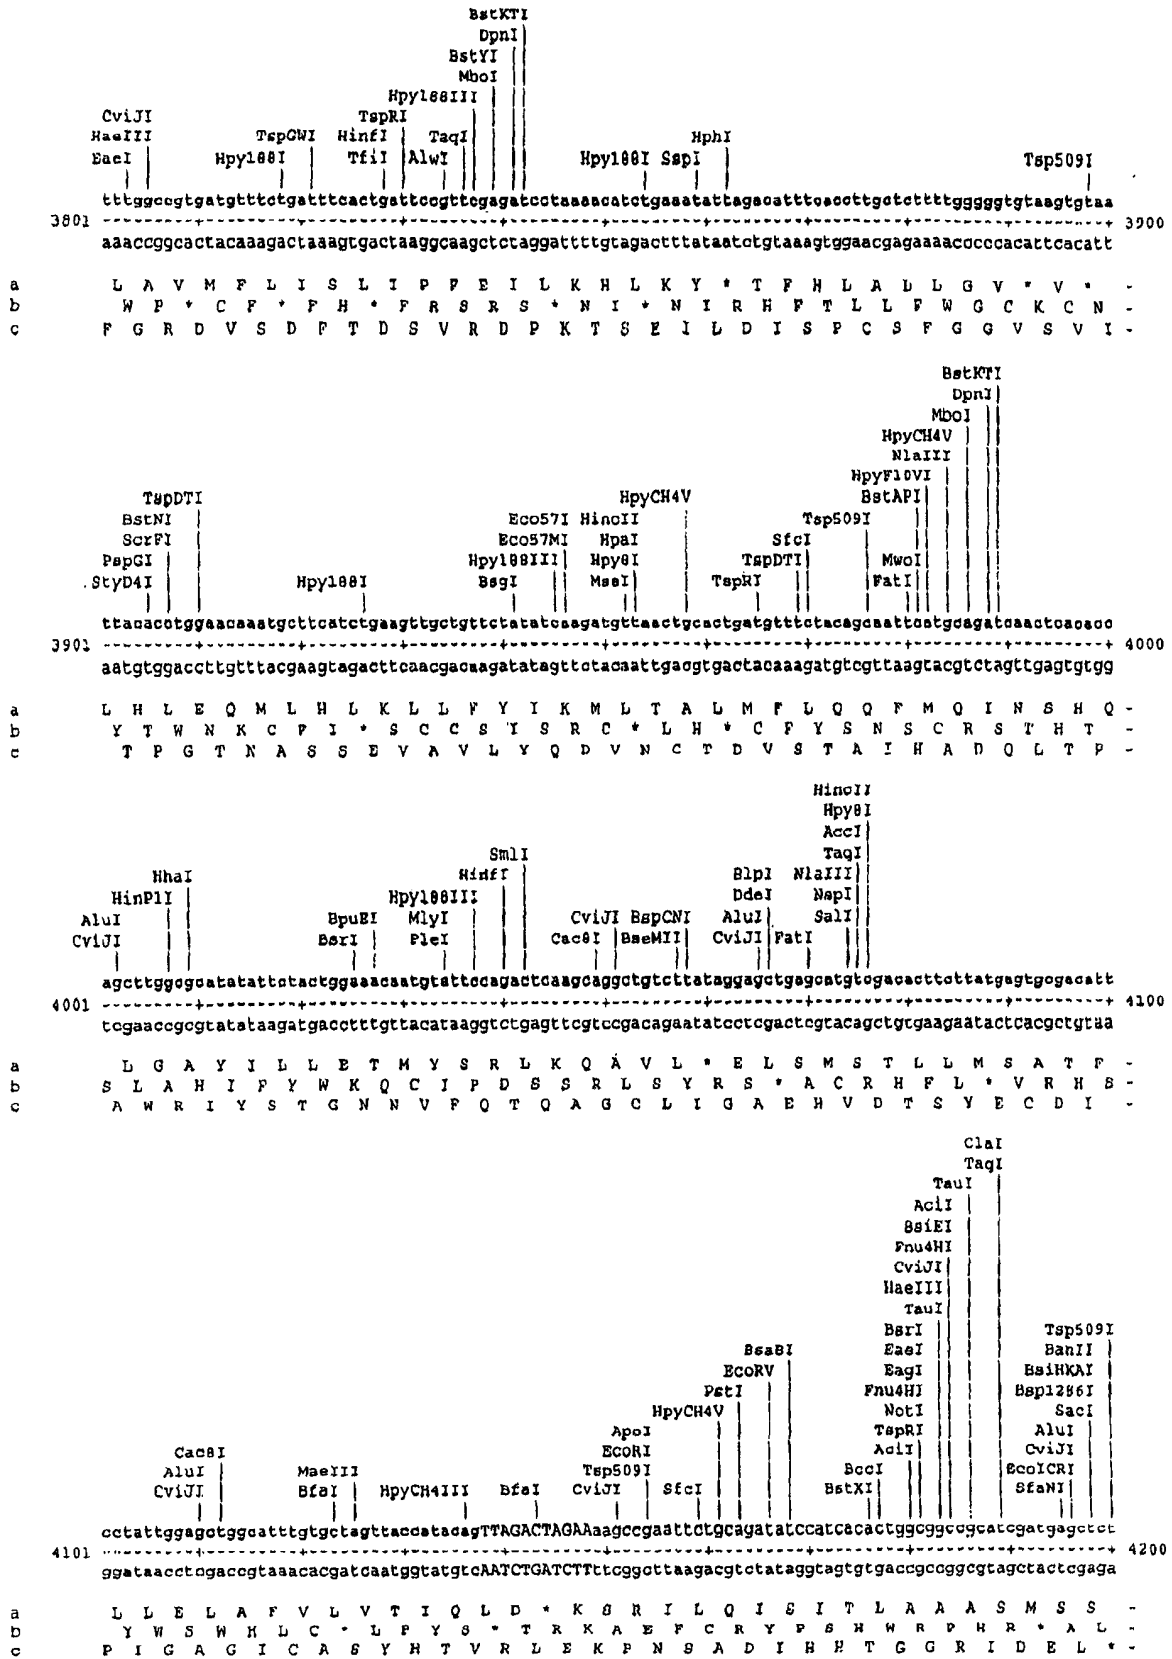 BstKTI
DpnI
BstYI
MboI
Hpy188III
CviJI TspRI
HaeIII TspGWI HinfI TaqI HphI
EaeI Hpy188I TfiI AlwI Hpy188I SspI Tsp509I
tttggccgtgatgtttctgatttcactgattccgttcgagatcctaaaacatctgaaatattagacatttcaccttgctcttttgggggtgtaagtgtaa
3801 ---------+---------+---------+---------+---------+---------+---------+---------+---------+---------+ 3900
aaaccggcactacaaagactaaagtgactaaggcaagctctaggattttgtagactttataatctgtaaagtggaacgagaaaacccccacattcacatt
a L A V M F L I S L I P F E I L K H L K Y * T F H L A L L G V * V * -
b W P * C F * F H * F R S R S * N I * N I R H F T L L F W G C K C N -
c F G R D V S D F T D S V R D P K T S E I L D I S P C S F G G V S V I -
BstKTI
DpnI
MboI
HpyCH4V
NlaIII
HpyF10VI
TspDTI HpyCH4V BstAPI
BstNI Eco57I HincII Tsp509I
ScrFI Eco57MI HpaI SfcI
PspGI Hpy188III Hpy8I TspDTI MwoI
StyD4I Hpy188I BsgI MseI TspRI FatI
ttacacctggaacaaatgcttcatctgaagttgctgttctatatcaagatgttaactgcactgatgtttctacagcaattcatgcagatcaactcacacc
3901 ---------+---------+---------+---------+---------+---------+---------+---------+---------+---------+ 4000
aatgtggaccttgtttacgaagtagacttcaacgacaagatatagttctacaattgacgtgactacaaagatgtcgttaagtacgtctagttgagtgtgg
a L H L E Q M L H L K L L F Y I K M L T A L M F L Q Q F M Q I N S H Q -
b Y T W N K C F I * S C C S I S R C * L H * C F Y S N S C R S T H T -
c T P G T N A S S E V A V L Y Q D V N C T D V S T A I H A D Q L T P -
HincII
Hpy8I
AccI
SmlI TaqI
HhaI HinfI BlpI NlaIII
HinP1I Hpy188III DdeI NspI
AluI BpuEI MlyI CviJI BspCNI AluI SalI
CviJI BsrI PleI Cac8I BseMII CviJI FatI
agcttggcgcatatattctactggaaacaatgtattccagactcaagcaggctgtcttataggagctgagcatgtcgacacttcttatgagtgcgacatt
4001 ---------+---------+---------+---------+---------+---------+---------+---------+---------+---------+ 4100
tcgaaccgcgtatataagatgacctttgttacataaggtctgagttcgtccgacagaatatcctcgactcgtacagctgtgaagaatactcacgctgtaa
a L G A Y I L L E T M Y S R L K Q A V L * E L S M S T L L M S A T F -
b S L A H I F Y W K Q C I P D S S R L S Y R S * A C R H F L * V R H S -
c A W R I Y S T G N N V F Q T Q A G C L I G A E H V D T S Y E C D I -
ClaI
TaqI
TauI
AciI
BsiEI
Fnu4HI
CviJI
HaeIII
TauI
BsrI Tsp509I
BsaBI EaeI BanII
EcoRV EagI BsiHKAI
PstI Fnu4HI Bsp1286I
HpyCH4V NotI SacI
ApoI TspRI AluI
Cac8I EcoRI AciI CviJI
AluI MaeIII Tsp509I BccI EcoICRI
CviJI BfaI HpyCH4III BfaI CviJI SfcI BstXI SfaNI
cctattggagctggcatttgtgctagttaccatacagTTAGACTAGAAaagccgaattctgcagatatccatcacactggcggccgcatcgatgagctct
4101 ---------+---------+---------+---------+---------+---------+---------+---------+---------+---------+ 4200
ggataacctcgaccgtaaacacgatcaatggtatgtcAATCTGATCTTttcggcttaagacgtctataggtagtgtgaccgccggcgtagctactcgaga
a L L E L A F V L V T I Q L D * K S R I L Q I S I T L A A A S M S S -
b Y W S W H L C * L P Y S * T R K A E F C R Y P S H W R P H R * A L -
c P I G A G I C A S Y H T V R L E K P N S A D I H H T G G R I D E L * -